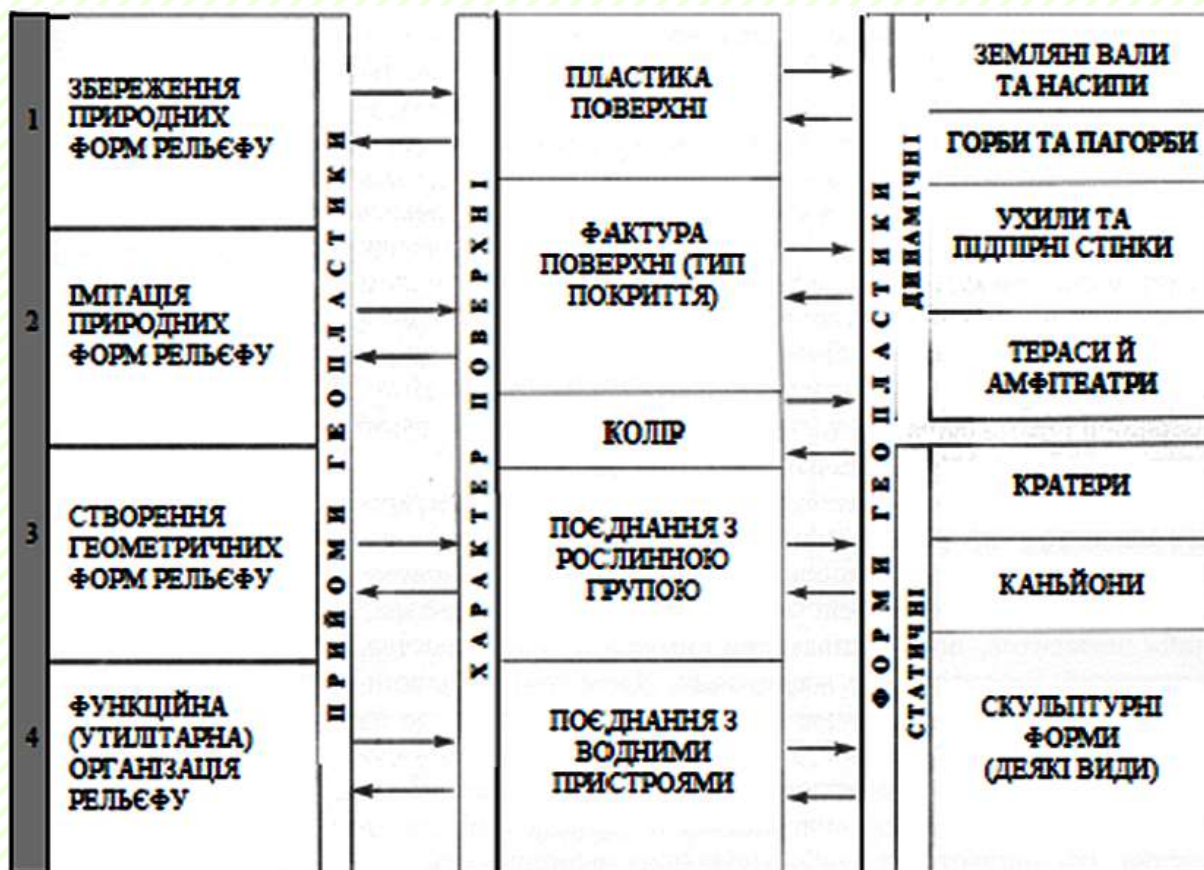 1
ЗБЕРЕЖЕННЯ
ПРИРОДНИХ
ФОРМ РЕЛЬЄФУ
2
ІМІТАЦІЯ
ПРИРОДНИХ
ФОРМ РЕЛЬЄФУ
3
СТВОРЕННЯ
ГЕОМЕТРИЧНИХ
ФОРМ РЕЛЬЄФУ
4
ФУНКЦІЙНА
(УТИЛІТАРНА)
ОРГАНІЗАЦІЯ
РЕЛЬЄФУ
ПРИЙОМИ ГЕОПЛАСТИКИ
ХАРАКТЕР ПОВЕРХНІ
ПЛАСТИКА
ПОВЕРХНІ
ФАКТУРА
ПОВЕРХНІ (ТИП
ПОКРИТТЯ)
КОЛІР
ПОЄДНАННЯ З
РОСЛИННОЮ
ГРУПОЮ
ПОЄДНАННЯ З
ВОДНИМИ
ПРИСТРОЯМИ
ФОРМИ ГЕОПЛАСТИКИ
ДИНАМІЧНІ
ЗЕМЛЯНІ ВАЛИ
ТА НАСИПИ
ГОРБИ ТА ПАГОРБИ
УХИЛИ ТА
ПІДПІРНІ СТІНКИ
ТЕРАСИ Й
АМФІТЕАТРИ
СТАТИЧНІ
КРАТЕРИ
КАНЬЙОНИ
СКУЛЬПТУРНІ
ФОРМИ
(ДЕЯКІ ВИДИ)